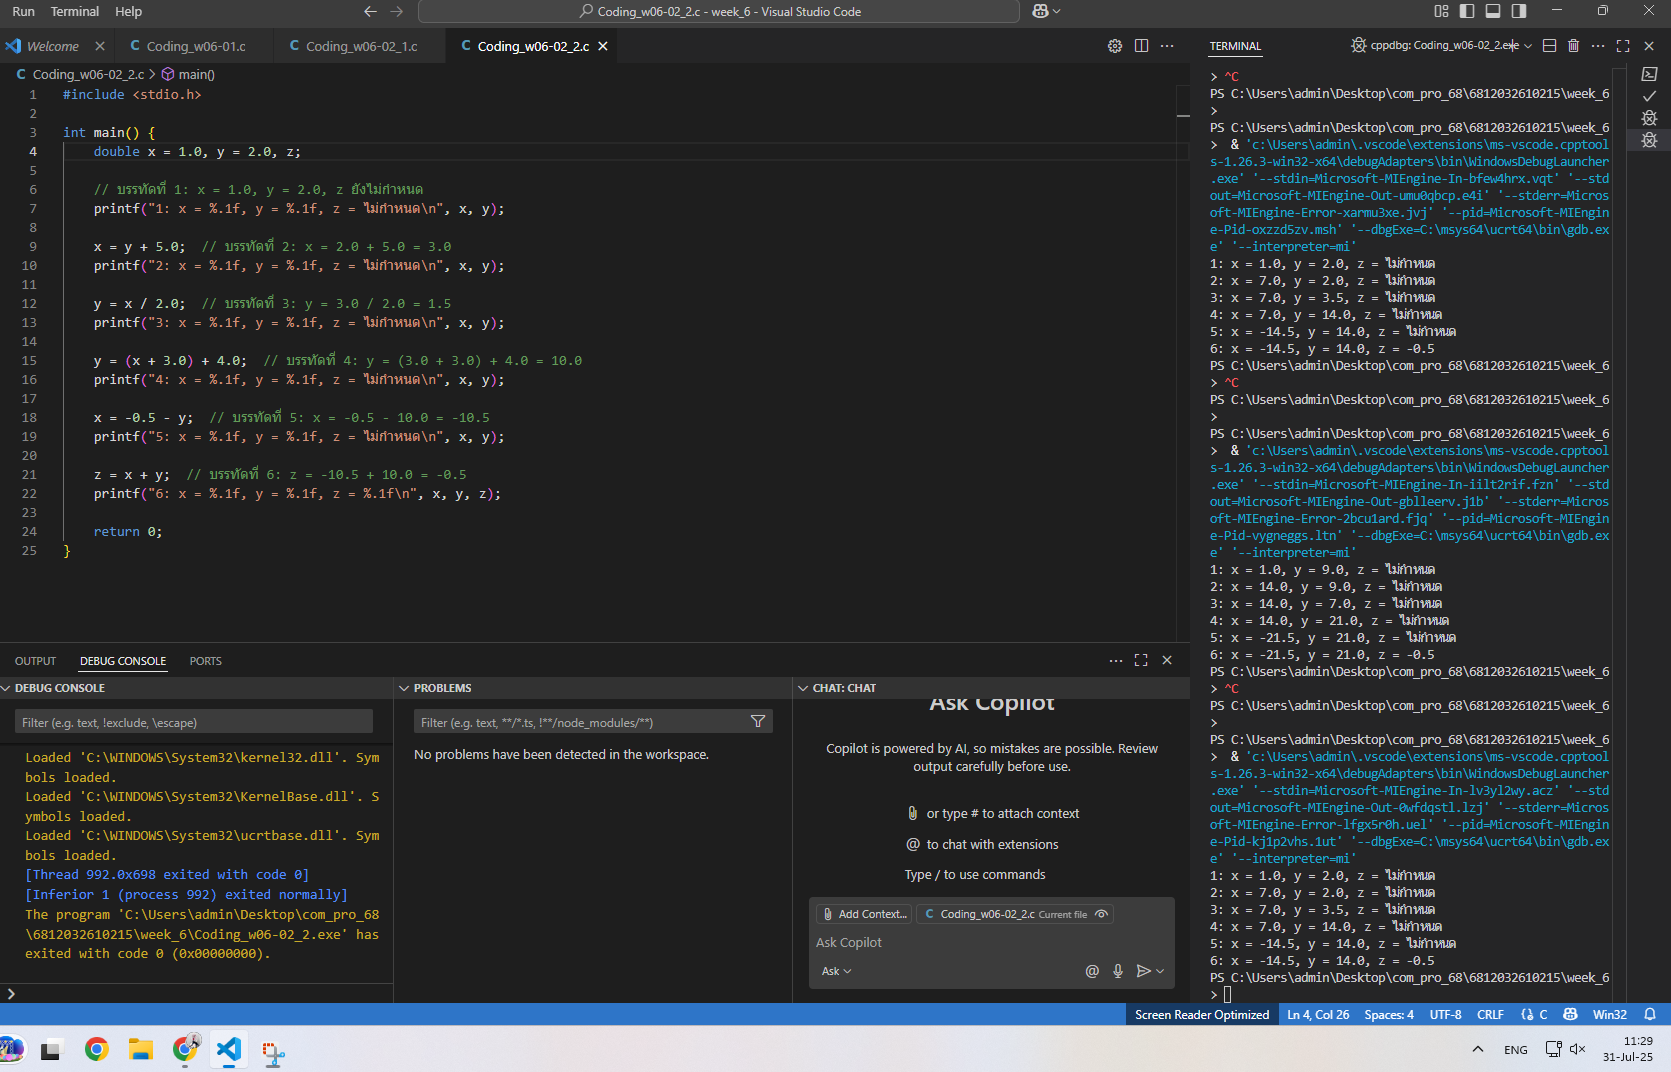 Run Terminal Help
Coding_w06-02_2.c - week_6 - Visual Studio Code
Welcome
C Coding_w06-01.c
C Coding_w06-02_1.c
C Coding_w06-02_2.c
C Coding_w06-02_2.c > main()
1 #include <stdio.h>
2
3 int main() {
4 double x = 1.0, y = 2.0, z;
5
6 // บรรทัดที่ 1: x = 1.0, y = 2.0, z ยังไม่กำหนด
7 printf("1: x = %.1f, y = %.1f, z = ไม่กำหนด\n", x, y);
8
9 x = y + 5.0; // บรรทัดที่ 2: x = 2.0 + 5.0 = 3.0
10 printf("2: x = %.1f, y = %.1f, z = ไม่กำหนด\n", x, y);
11
12 y = x / 2.0; // บรรทัดที่ 3: y = 3.0 / 2.0 = 1.5
13 printf("3: x = %.1f, y = %.1f, z = ไม่กำหนด\n", x, y);
14
15 y = (x + 3.0) + 4.0; // บรรทัดที่ 4: y = (3.0 + 3.0) + 4.0 = 10.0
16 printf("4: x = %.1f, y = %.1f, z = ไม่กำหนด\n", x, y);
17
18 x = -0.5 - y; // บรรทัดที่ 5: x = -0.5 - 10.0 = -10.5
19 printf("5: x = %.1f, y = %.1f, z = ไม่กำหนด\n", x, y);
20
21 z = x + y; // บรรทัดที่ 6: z = -10.5 + 10.0 = -0.5
22 printf("6: x = %.1f, y = %.1f, z = %.1f\n", x, y, z);
23
24 return 0;
25 }
OUTPUT DEBUG CONSOLE PORTS
DEBUG CONSOLE
Filter (e.g. text, !exclude, \escape)
Loaded 'C:\WINDOWS\System32\kernel32.dll'. Sym
bols loaded.
Loaded 'C:\WINDOWS\System32\KernelBase.dll'. S
ymbols loaded.
Loaded 'C:\WINDOWS\System32\ucrtbase.dll'. Sym
bols loaded.
[Thread 992.0x698 exited with code 0]
[Inferior 1 (process 992) exited normally]
The program 'C:\Users\admin\Desktop\com_pro_68
\6812032610215\week_6\Coding_w06-02_2.exe' has
exited with code 0 (0x00000000).
>
PROBLEMS
Filter (e.g. text, **/*.ts, !**/node_modules/**)
No problems have been detected in the workspace.
CHAT: CHAT
Ask Copilot
Copilot is powered by AI, so mistakes are possible. Review
output carefully before use.
or type # to attach context
@ to chat with extensions
Type / to use commands
Add Context...
C Coding_w06-02_2.c Current file
Ask Copilot
Ask
TERMINAL
cppdbg: Coding_w06-02_2.exe
> ^C
PS C:\Users\admin\Desktop\com_pro_68\6812032610215\week_6
>
PS C:\Users\admin\Desktop\com_pro_68\6812032610215\week_6
> & 'c:\Users\admin\.vscode\extensions\ms-vscode.cpptool
s-1.26.3-win32-x64\debugAdapters\bin\WindowsDebugLauncher
.exe' '--stdin=Microsoft-MIEngine-In-bfew4hrx.vqt' '--std
out=Microsoft-MIEngine-Out-umu0qbcp.e4i' '--stderr=Micros
oft-MIEngine-Error-xarmu3xe.jvj' '--pid=Microsoft-MIEngin
e-Pid-oxzzd5zv.msh' '--dbgExe=C:\msys64\ucrt64\bin\gdb.ex
e' '--interpreter=mi'
1: x = 1.0, y = 2.0, z = ไม่กำหนด
2: x = 7.0, y = 2.0, z = ไม่กำหนด
3: x = 7.0, y = 3.5, z = ไม่กำหนด
4: x = 7.0, y = 14.0, z = ไม่กำหนด
5: x = -14.5, y = 14.0, z = ไม่กำหนด
6: x = -14.5, y = 14.0, z = -0.5
PS C:\Users\admin\Desktop\com_pro_68\6812032610215\week_6
> ^C
PS C:\Users\admin\Desktop\com_pro_68\6812032610215\week_6
>
PS C:\Users\admin\Desktop\com_pro_68\6812032610215\week_6
> & 'c:\Users\admin\.vscode\extensions\ms-vscode.cpptool
s-1.26.3-win32-x64\debugAdapters\bin\WindowsDebugLauncher
.exe' '--stdin=Microsoft-MIEngine-In-iilt2rif.fzn' '--std
out=Microsoft-MIEngine-Out-gblleerv.j1b' '--stderr=Micros
oft-MIEngine-Error-2bcu1ard.fjq' '--pid=Microsoft-MIEngin
e-Pid-vygneggs.ltn' '--dbgExe=C:\msys64\ucrt64\bin\gdb.ex
e' '--interpreter=mi'
1: x = 1.0, y = 9.0, z = ไม่กำหนด
2: x = 14.0, y = 9.0, z = ไม่กำหนด
3: x = 14.0, y = 7.0, z = ไม่กำหนด
4: x = 14.0, y = 21.0, z = ไม่กำหนด
5: x = -21.5, y = 21.0, z = ไม่กำหนด
6: x = -21.5, y = 21.0, z = -0.5
PS C:\Users\admin\Desktop\com_pro_68\6812032610215\week_6
> ^C
PS C:\Users\admin\Desktop\com_pro_68\6812032610215\week_6
>
PS C:\Users\admin\Desktop\com_pro_68\6812032610215\week_6
> & 'c:\Users\admin\.vscode\extensions\ms-vscode.cpptool
s-1.26.3-win32-x64\debugAdapters\bin\WindowsDebugLauncher
.exe' '--stdin=Microsoft-MIEngine-In-lv3yl2wy.acz' '--std
out=Microsoft-MIEngine-Out-0wfdqstl.lzj' '--stderr=Micros
oft-MIEngine-Error-lfgx5r0h.uel' '--pid=Microsoft-MIEngin
e-Pid-kj1p2vhs.1ut' '--dbgExe=C:\msys64\ucrt64\bin\gdb.ex
e' '--interpreter=mi'
1: x = 1.0, y = 2.0, z = ไม่กำหนด
2: x = 7.0, y = 2.0, z = ไม่กำหนด
3: x = 7.0, y = 3.5, z = ไม่กำหนด
4: x = 7.0, y = 14.0, z = ไม่กำหนด
5: x = -14.5, y = 14.0, z = ไม่กำหนด
6: x = -14.5, y = 14.0, z = -0.5
PS C:\Users\admin\Desktop\com_pro_68\6812032610215\week_6
>
Screen Reader Optimized Ln 4, Col 26 Spaces: 4 UTF-8 CRLF {} C Win32
ENG
11:29
31-Jul-25